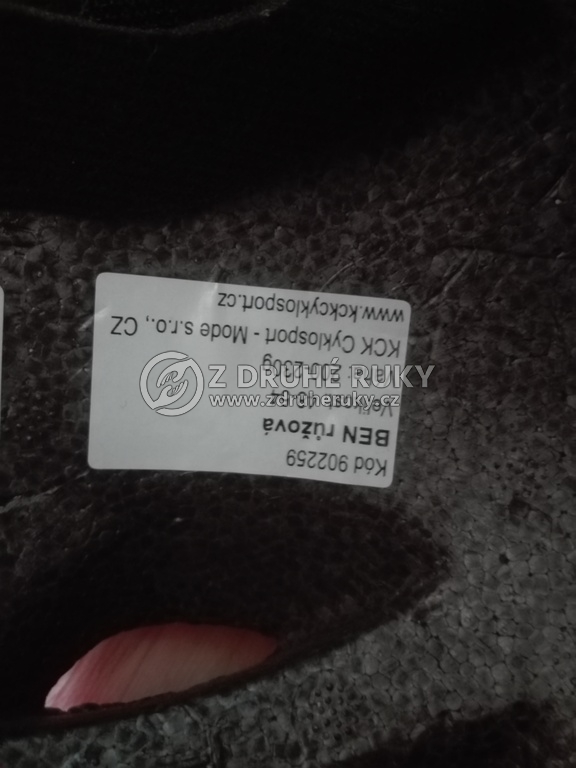 Kód 902259
BEN růžová
KCK Cyklosport - Mode s.r.o., CZ
www.kckcyklosport.cz
Z DRUHÉ RUKY
www.zdruheruky.cz